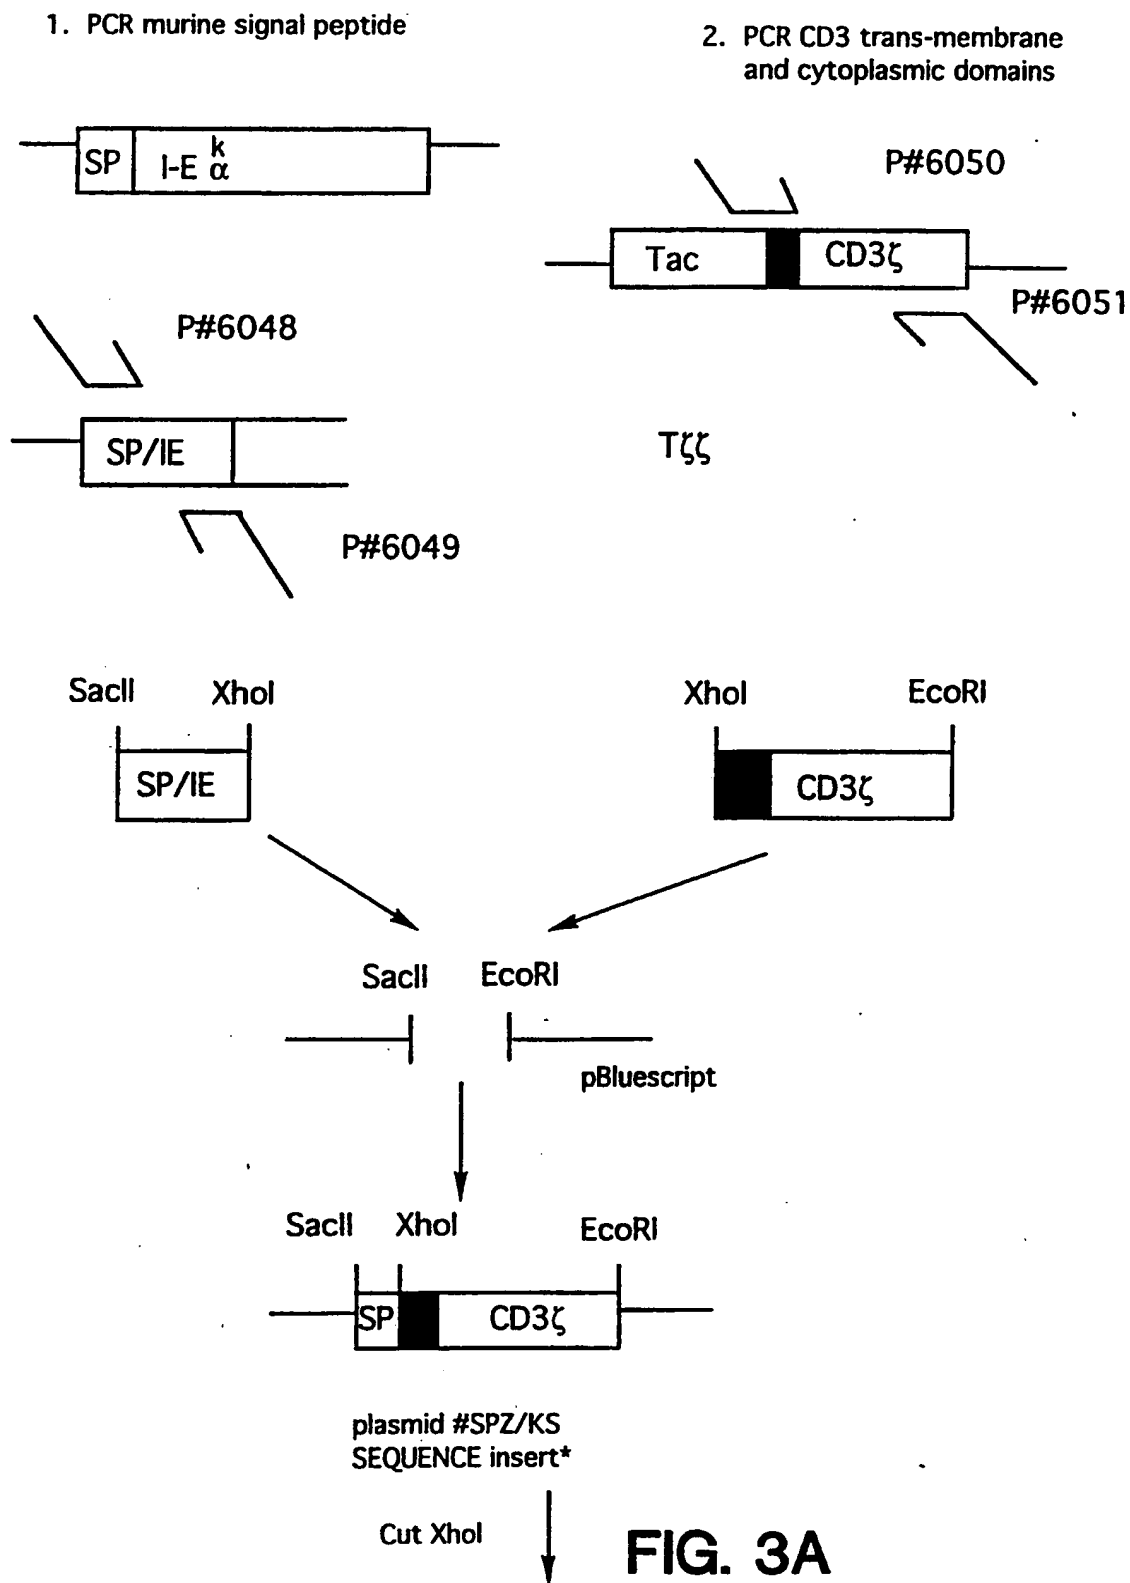 1. PCR murine signal peptide
2. PCR CD3 trans-membrane
and cytoplasmic domains
SP
I-E k α
P#6050
Tac
CD3ζ
P#6051
P#6048
SP/IE
Tζζ
P#6049
SacII
XhoI
SP/IE
XhoI
EcoRI
CD3ζ
SacII
EcoRI
pBluescript
SacII
XhoI
EcoRI
SP
CD3ζ
plasmid #SPZ/KS
SEQUENCE insert*
Cut XhoI
FIG. 3A